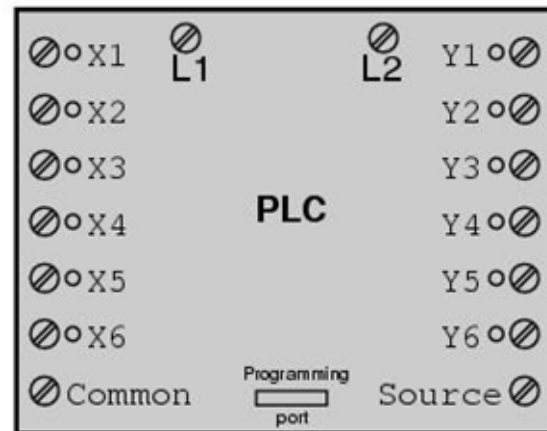 X1 L1 L2 Y1
X2 Y2
X3 Y3
PLC
X4 Y4
X5 Y5
X6 Y6
Programming
Common Source
port